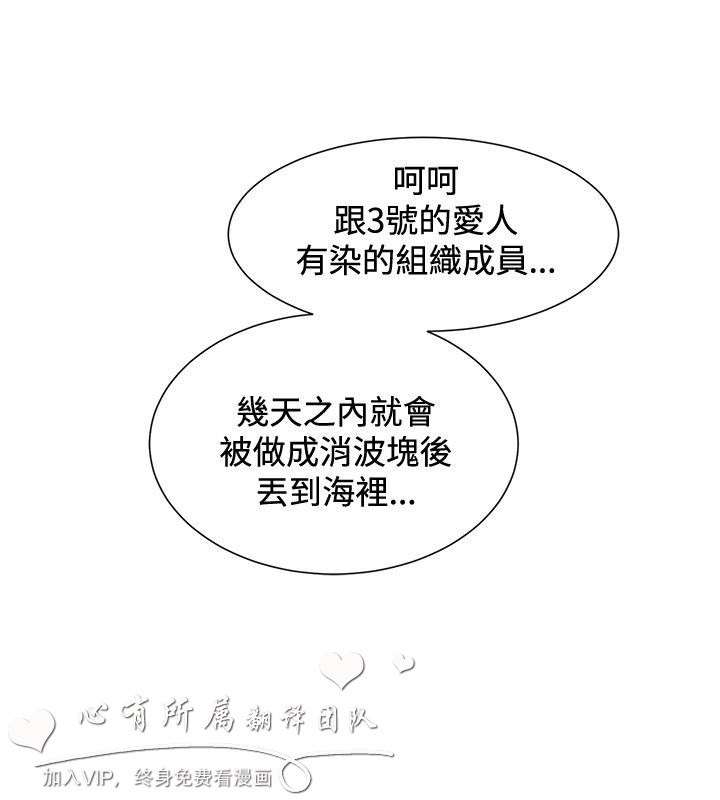 呵呵
跟3號的愛人
有染的組織成員...
幾天之內就會
被做成消波塊後
丟到海裡...
心有所属翻译团队
加入VIP，终身免费看漫画